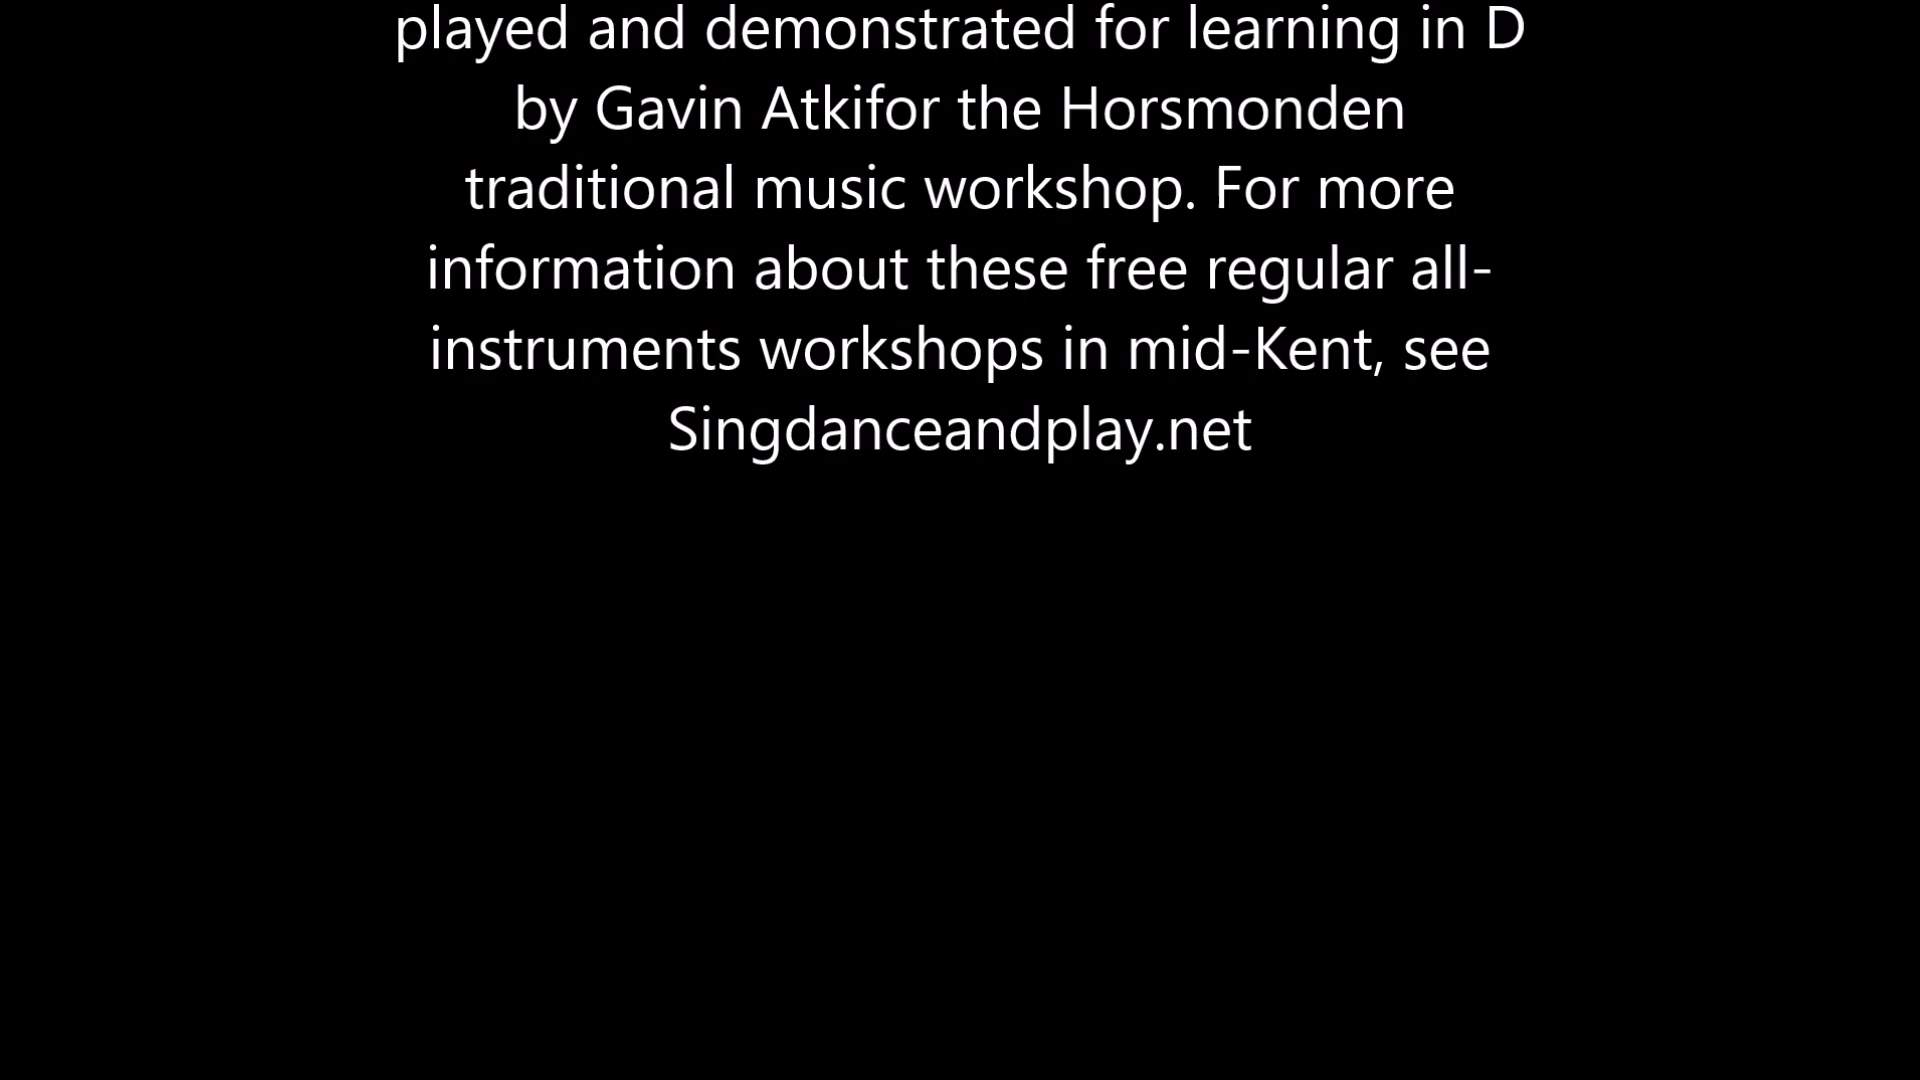 played and demonstrated for learning in D
by Gavin Atkifor the Horsmonden
traditional music workshop. For more
information about these free regular all-
instruments workshops in mid-Kent, see
Singdanceandplay.net